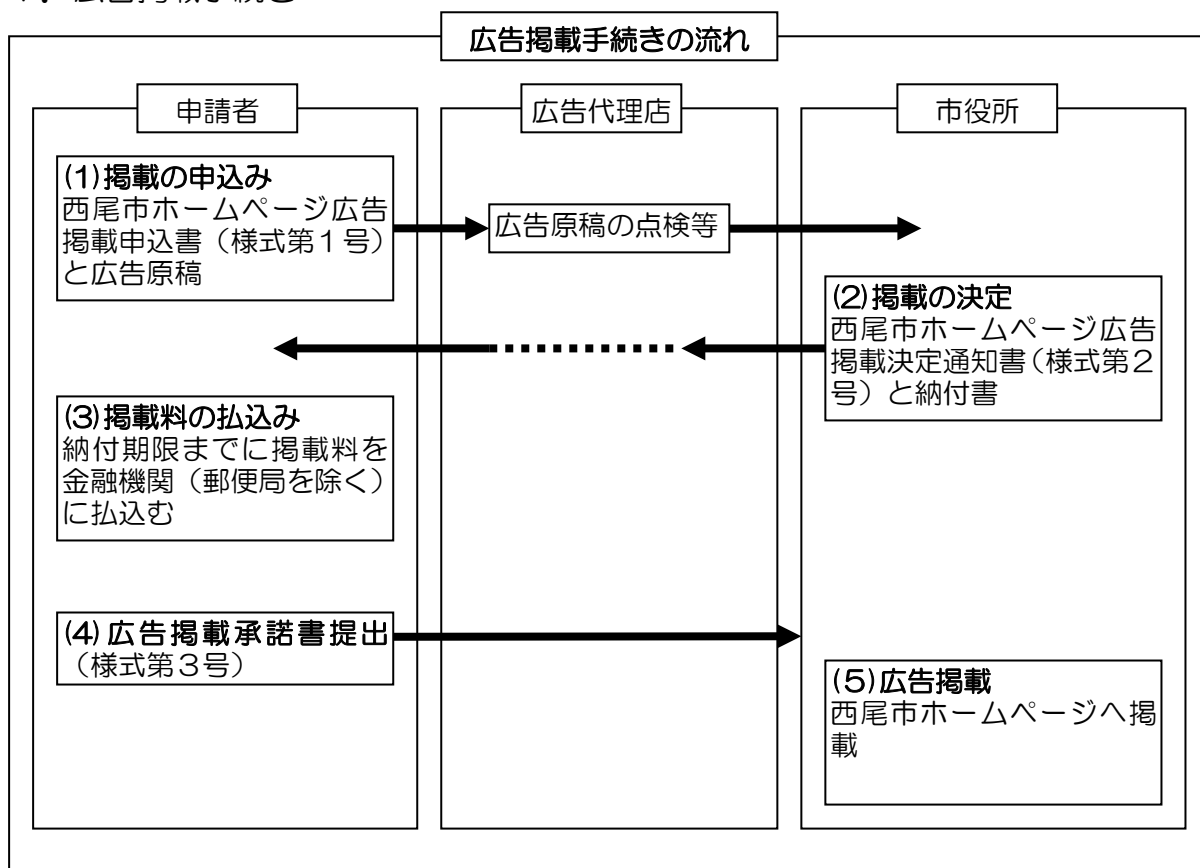 広告掲載手続きの流れ
申請者
広告代理店
市役所
(1)掲載の申込み
西尾市ホームページ広告
掲載申込書（様式第１号）
と広告原稿
広告原稿の点検等
(2)掲載の決定
西尾市ホームページ広告
掲載決定通知書（様式第２
号）と納付書
(3)掲載料の払込み
納付期限までに掲載料を
金融機関（郵便局を除く）
に払込む
(4)広告掲載承諾書提出
（様式第３号）
(5)広告掲載
西尾市ホームページへ掲
載